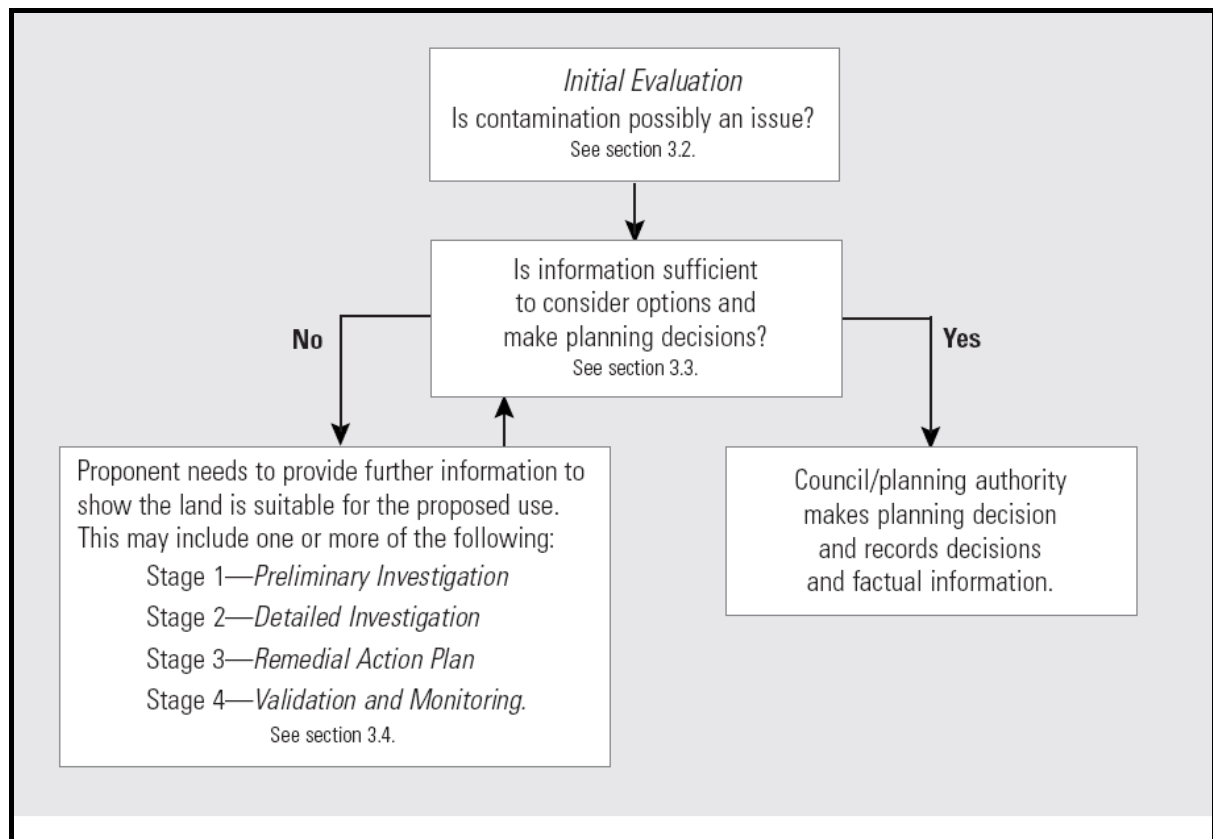 Initial Evaluation
Is contamination possibly an issue?
See section 3.2.
Is information sufficient
to consider options and
make planning decisions?
See section 3.3.
No
Yes
Proponent needs to provide further information to
show the land is suitable for the proposed use.
This may include one or more of the following:
Stage 1—Preliminary Investigation
Stage 2—Detailed Investigation
Stage 3—Remedial Action Plan
Stage 4—Validation and Monitoring.
See section 3.4.
Council/planning authority
makes planning decision
and records decisions
and factual information.